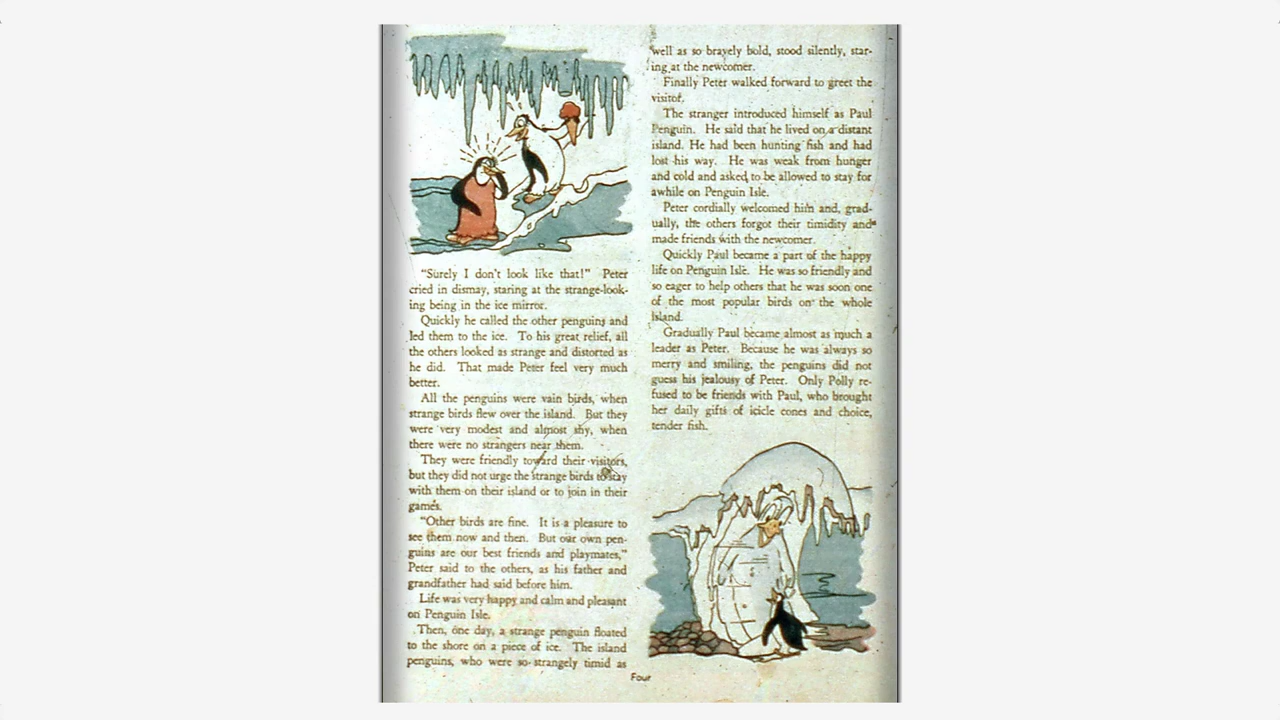 "Surely I don't look like that!" Peter
cried in dismay, staring at the strange-look-
ing being in the ice mirror.
Quickly he called the other penguins and
led them to the ice. To his great relief, all
the others looked as strange and distorted as
he did. That made Peter feel very much
better.
All the penguins were vain birds, when
strange birds flew over the island. But they
were very modest and almost shy, when
there were no strangers near them.
They were friendly toward their visitors,
but they did not urge the strange birds to stay
with them on their island or to join in their
games.
"Other birds are fine. It is a pleasure to
see them now and then. But our own pen-
guins are our best friends and playmates,"
Peter said to the others, as his father and
grandfather had said before him.
Life was very happy and calm and pleasant
on Penguin Isle.
Then, one day, a strange penguin floated
to the shore on a piece of ice. The island
penguins, who were so strangely timid as
well as so bravely bold, stood silently, star-
ing at the newcomer.
Finally Peter walked forward to greet the
visitor.
The stranger introduced himself as Paul
Penguin. He said that he lived on a distant
island. He had been hunting fish and had
lost his way. He was weak from hunger
and cold and asked to be allowed to stay for
awhile on Penguin Isle.
Peter cordially welcomed him and, grad-
ually, the others forgot their timidity and
made friends with the newcomer.
Quickly Paul became a part of the happy
life on Penguin Isle. He was so friendly and
so eager to help others that he was soon one
of the most popular birds on the whole
island.
Gradually Paul became almost as much a
leader as Peter. Because he was always so
merry and smiling, the penguins did not
guess his jealousy of Peter. Only Polly re-
fused to be friends with Paul, who brought
her daily gifts of icicle cones and choice,
tender fish.
Four